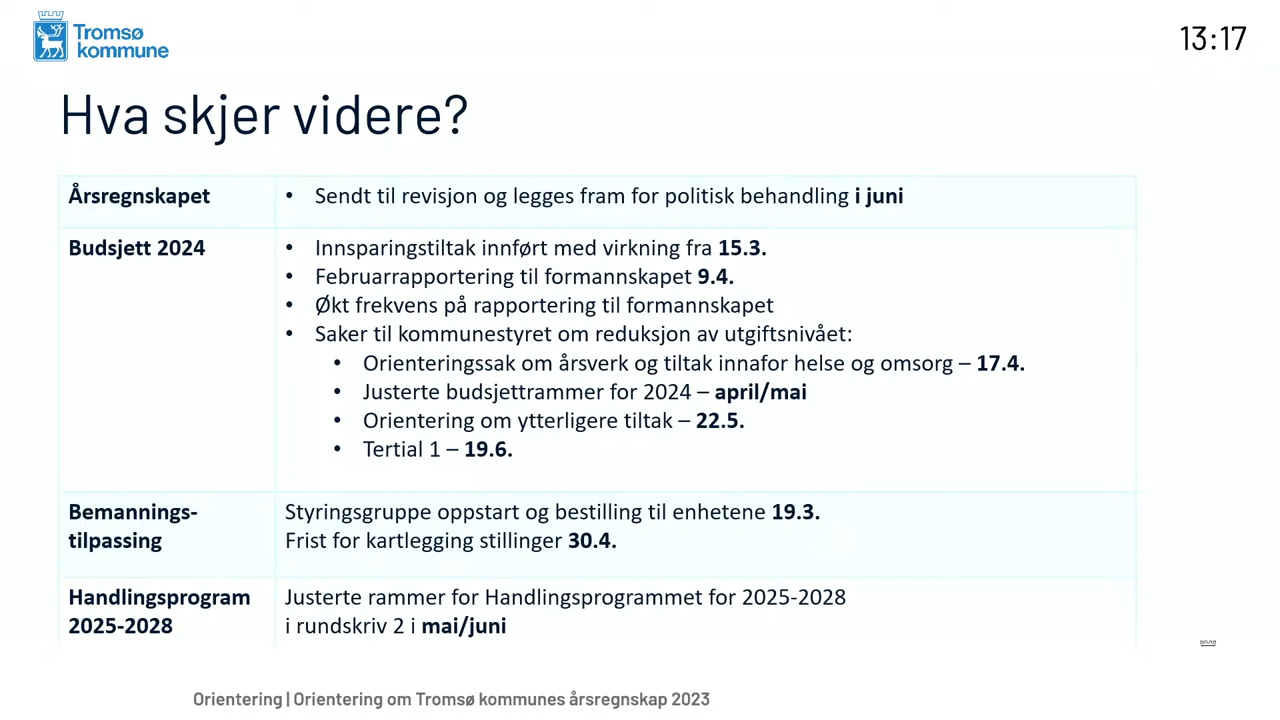 Tromsø
kommune
13:17
Hva skjer videre?
Årsregnskapet
• Sendt til revisjon og legges fram for politisk behandling i juni
Budsjett 2024
• Innsparingstiltak innført med virkning fra 15.3.
• Februarrapportering til formannskapet 9.4.
• Økt frekvens på rapportering til formannskapet
• Saker til kommunestyret om reduksjon av utgiftsnivået:
• Orienteringssak om årsverk og tiltak innafor helse og omsorg – 17.4.
• Justerte budsjettrammer for 2024 – april/mai
• Orientering om ytterligere tiltak – 22.5.
• Tertial 1 – 19.6.
Bemannings-
tilpassing
Styringsgruppe oppstart og bestilling til enhetene 19.3.
Frist for kartlegging stillinger 30.4.
Handlingsprogram
2025-2028
Justerte rammer for Handlingsprogrammet for 2025-2028
i rundskriv 2 i mai/juni
Orientering | Orientering om Tromsø kommunes årsregnskap 2023